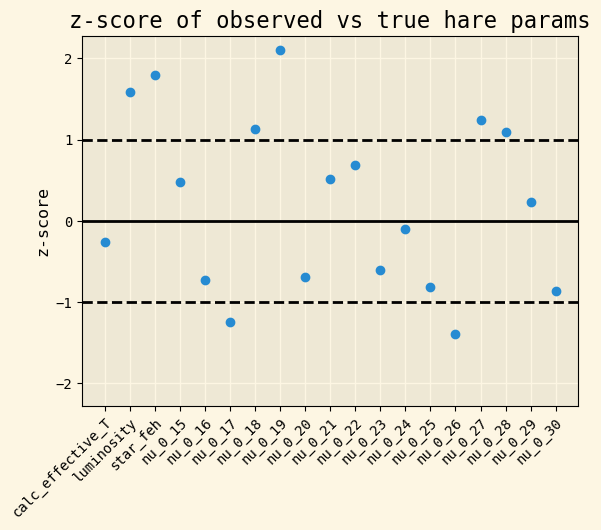 z-score of observed vs true hare params
z-score
2
1
0
−1
−2
calc_effective_T
luminosity
star_feh
nu_0_15
nu_0_16
nu_0_17
nu_0_18
nu_0_19
nu_0_20
nu_0_21
nu_0_22
nu_0_23
nu_0_24
nu_0_25
nu_0_26
nu_0_27
nu_0_28
nu_0_29
nu_0_30